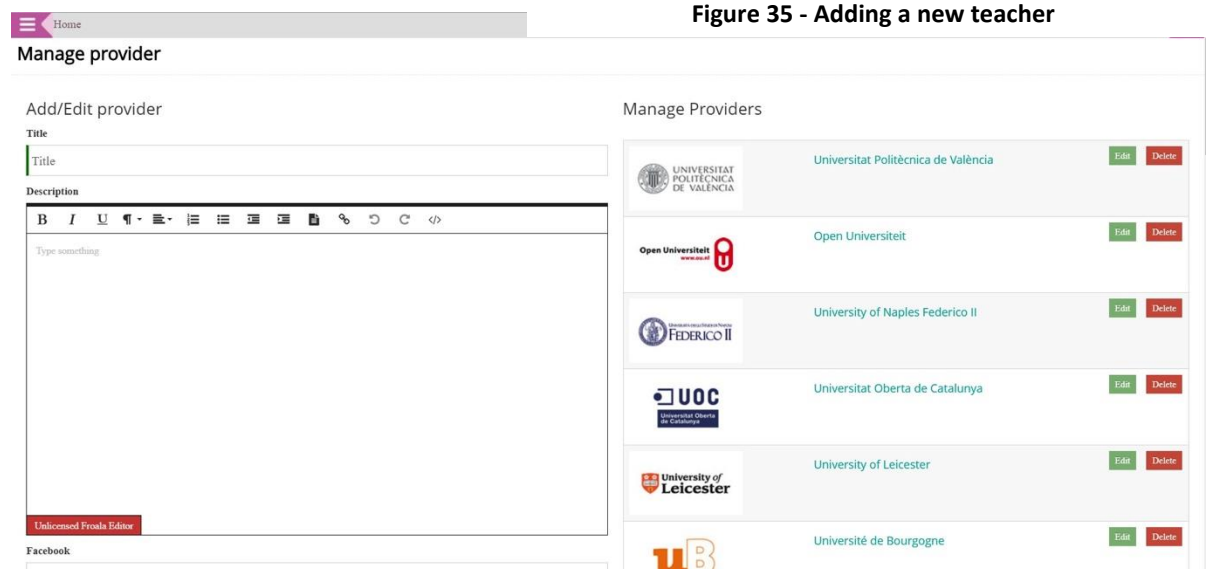 Figure 35 - Adding a new teacher
Home
Manage provider
Add/Edit provider
Title
Title
Description
B I U
Type something
Unlicensed Froala Editor
Facebook
Manage Providers
UNIVERSITAT
POLITÈCNICA
DE VALÈNCIA
Universitat Politècnica de València
Edit Delete
Open Universiteit
www.ou.nl
Open Universiteit
Edit Delete
FEDERICO II
University of Naples Federico II
Edit Delete
UOC
Universitat Oberta
de Catalunya
Universitat Oberta de Catalunya
Edit Delete
University of
Leicester
University of Leicester
Edit Delete
uB
Université de Bourgogne
Edit Delete